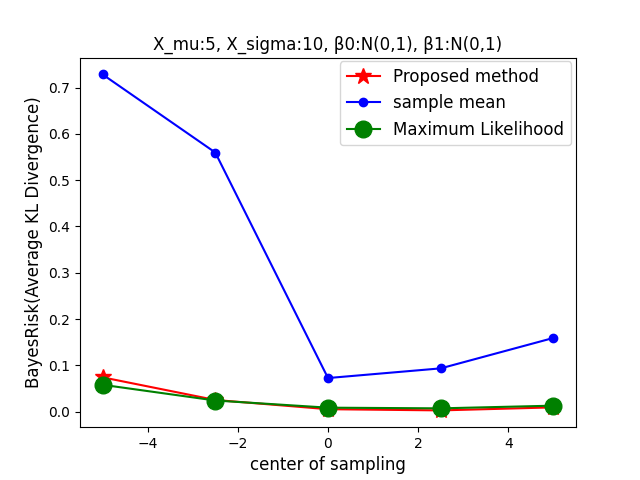 X_mu:5, X_sigma:10, β0:N(0,1), β1:N(0,1)
Proposed method
sample mean
Maximum Likelihood
BayesRisk(Average KL Divergence)
0.7
0.6
0.5
0.4
0.3
0.2
0.1
0.0
−4
−2
0
2
4
center of sampling